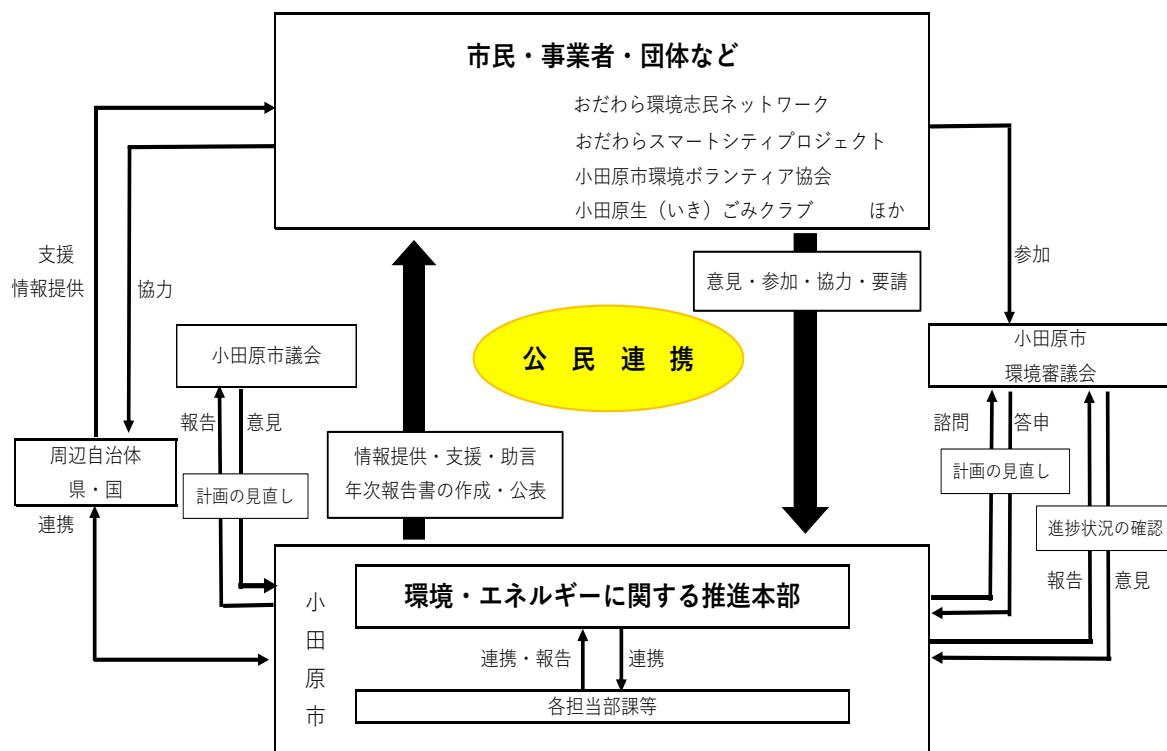 市民・事業者・団体など
おだわら環境志民ネットワーク
おだわらスマートシティプロジェクト
小田原市環境ボランティア協会
小田原生（いき）ごみクラブ　ほか
支援
情報提供
協力
意見・参加・協力・要請
参加
公民連携
小田原市議会
小田原市
環境審議会
報告
意見
計画の見直し
周辺自治体
県・国
連携
情報提供・支援・助言
年次報告書の作成・公表
諮問
答申
計画の見直し
進捗状況の確認
報告
意見
小田原市
環境・エネルギーに関する推進本部
連携・報告
連携
各担当部課等